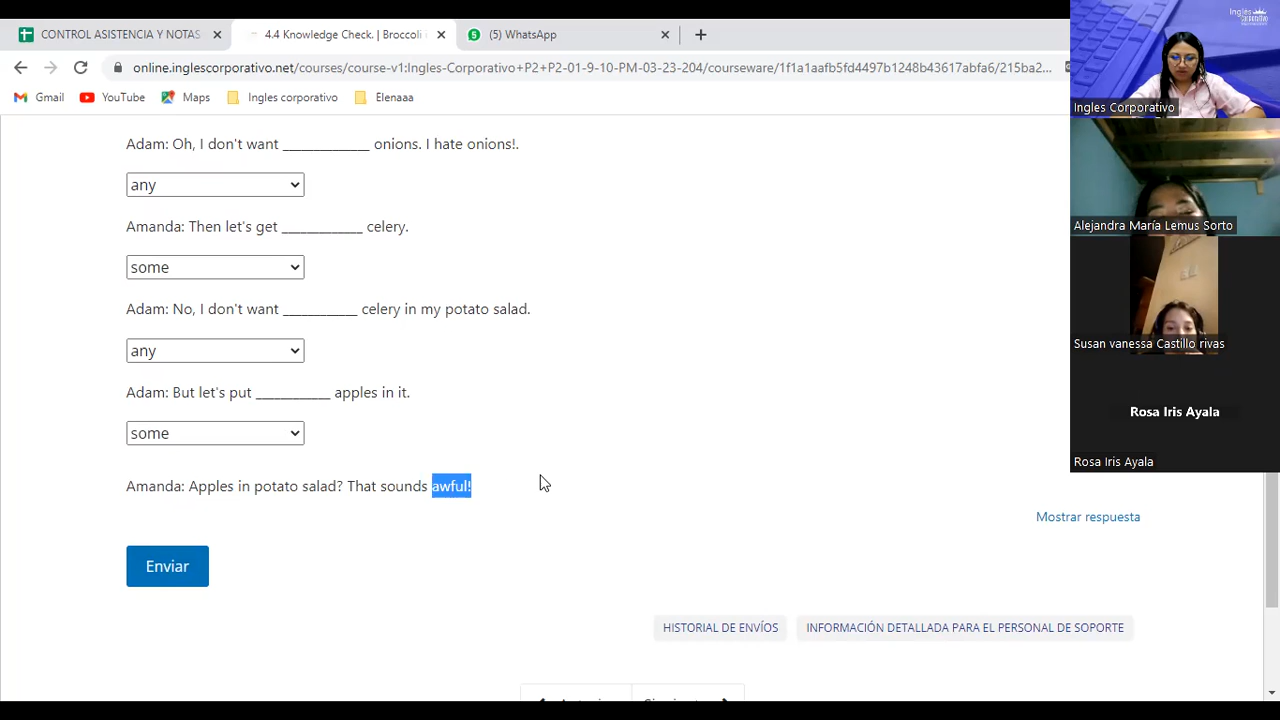 CONTROL ASISTENCIA Y NOTAS
4.4 Knowledge Check. | Broccoli
(5) WhatsApp
online.inglescorporativo.net/courses/course-v1:Ingles-Con
+P2+P2-01-9-10-PM-03-23-204/courseware/1f1a1aafb5fd4497b1248b43617abfa6/215ba2...
Gmail
YouTube
Maps
Ingles corporativo
Elenaaa
Adam: Oh, I don't want _____________ onions. I hate onions!.
any
Amanda: Then let's get ____________ celery.
some
Adam: No, I don't want ___________ celery in my potato salad.
any
Adam: But let's put ___________ apples in it.
some
Amanda: Apples in potato salad? That sounds awful!
Mostrar respuesta
Enviar
HISTORIAL DE ENVÍOS
INFORMACIÓN DETALLADA PARA EL PERSONAL DE SOPORTE
Ingles
corporativo
Ingles Corporativo
Alejandra María Lemus Sorto
Susan vanessa Castillo rivas
Rosa Iris Ayala
Rosa Iris Ayala